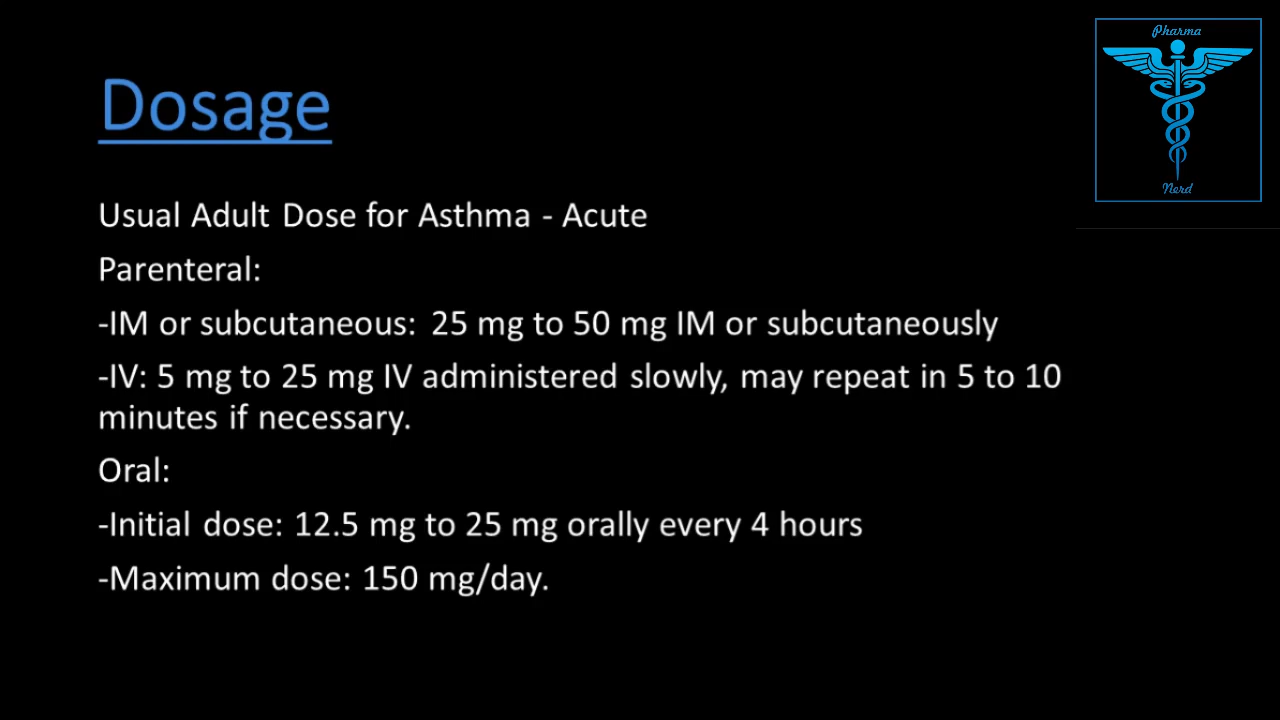 Pharma
Dosage
Nerd
Usual Adult Dose for Asthma - Acute
Parenteral:
-IM or subcutaneous: 25 mg to 50 mg IM or subcutaneously
-IV: 5 mg to 25 mg IV administered slowly, may repeat in 5 to 10
minutes if necessary.
Oral:
-Initial dose: 12.5 mg to 25 mg orally every 4 hours
-Maximum dose: 150 mg/day.